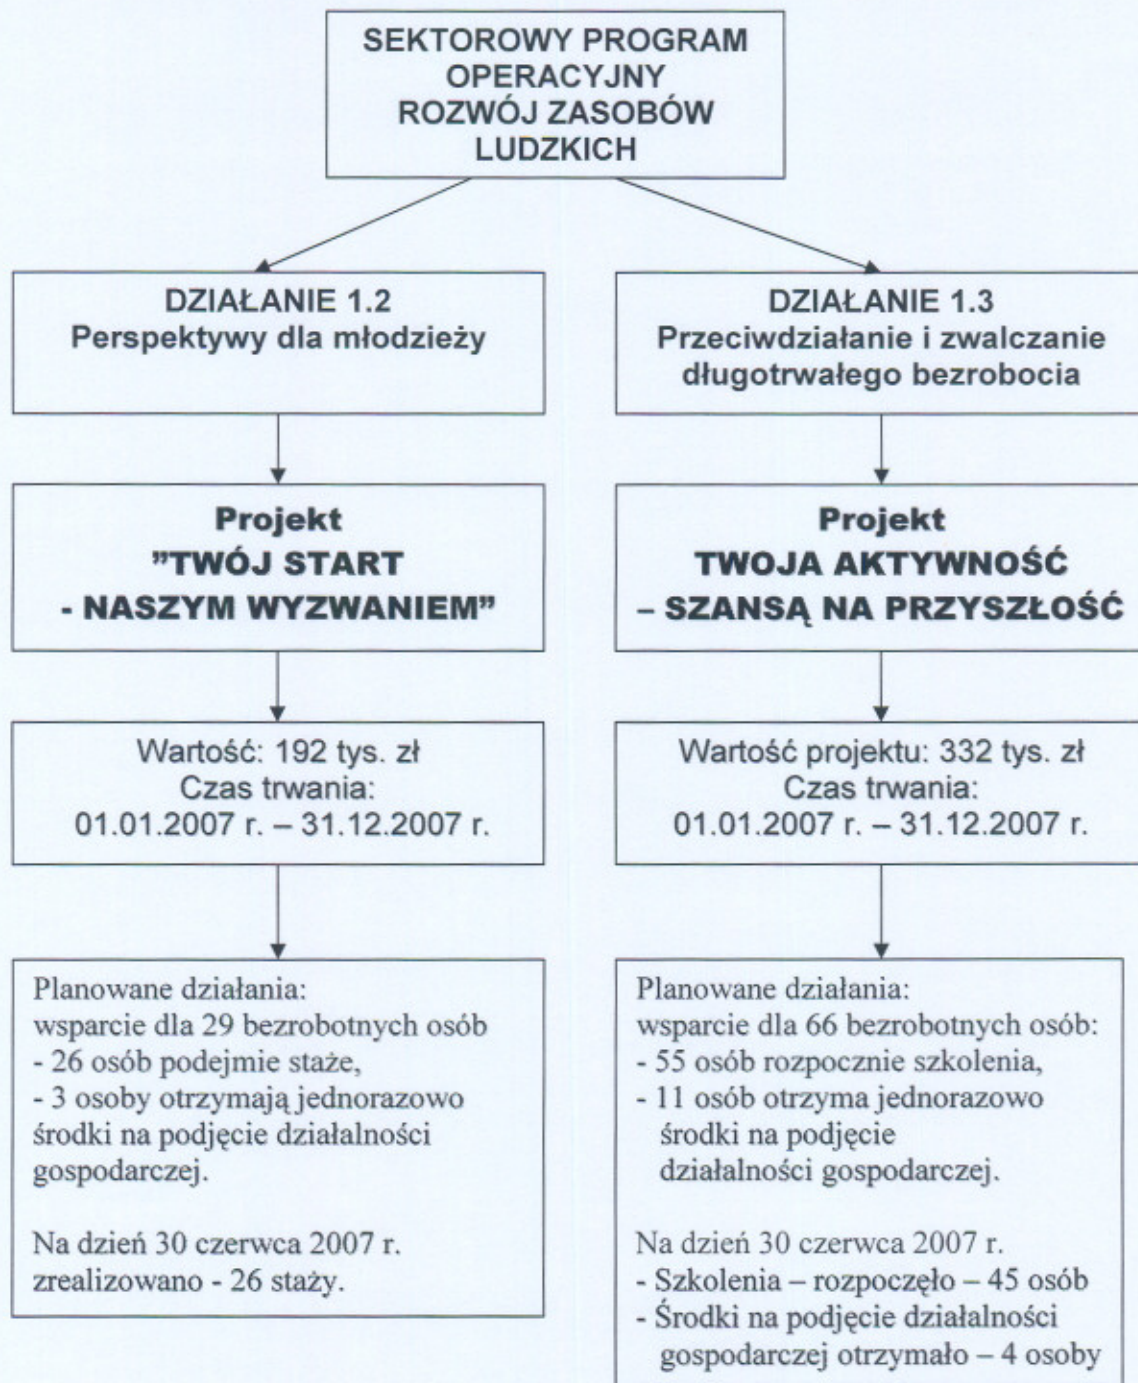 SEKTOROWY PROGRAM
OPERACYJNY
ROZWÓJ ZASOBÓW
LUDZKICH
DZIAŁANIE 1.2
Perspektywy dla młodzieży
DZIAŁANIE 1.3
Przeciwdziałanie i zwalczanie
długotrwałego bezrobocia
Projekt
”TWÓJ START
- NASZYM WYZWANIEM”
Projekt
TWOJA AKTYWNOŚĆ
– SZANSĄ NA PRZYSZŁOŚĆ
Wartość: 192 tys. zł
Czas trwania:
01.01.2007 r. – 31.12.2007 r.
Wartość projektu: 332 tys. zł
Czas trwania:
01.01.2007 r. – 31.12.2007 r.
Planowane działania:
wsparcie dla 29 bezrobotnych osób
- 26 osób podejmie staże,
- 3 osoby otrzymają jednorazowo
środki na podjęcie działalności
gospodarczej.
Na dzień 30 czerwca 2007 r.
zrealizowano - 26 staży.
Planowane działania:
wsparcie dla 66 bezrobotnych osób:
- 55 osób rozpocznie szkolenia,
- 11 osób otrzyma jednorazowo
środki na podjęcie
działalności gospodarczej.
Na dzień 30 czerwca 2007 r.
- Szkolenia – rozpoczęło – 45 osób
- Środki na podjęcie działalności
gospodarczej otrzymało – 4 osoby